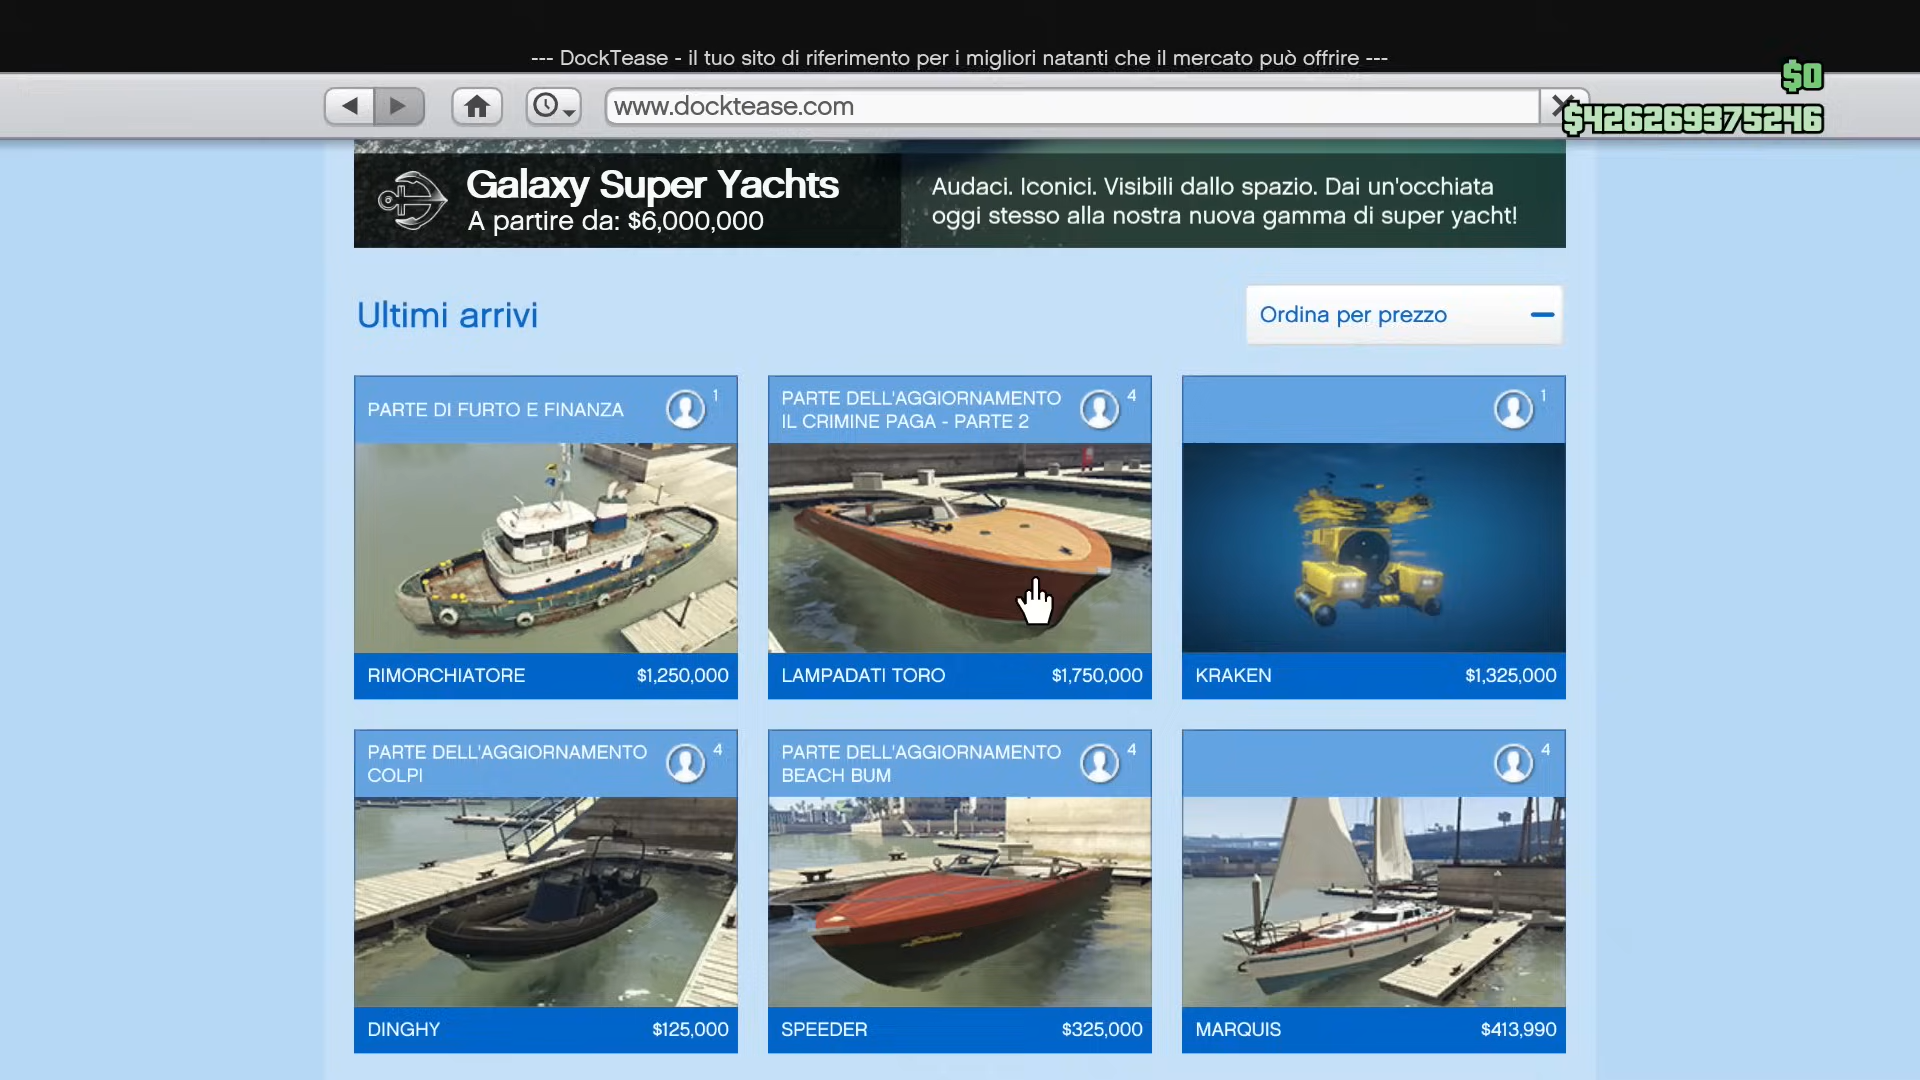 --- DockTease - il tuo sito di riferimento per i migliori natanti che il mercato può offrire ---
$0
www.docktease.com
$426269375246
Galaxy Super Yachts
A partire da: $6,000,000
Audaci. Iconici. Visibili dallo spazio. Dai un'occhiata
oggi stesso alla nostra nuova gamma di super yacht!
Ultimi arrivi
Ordina per prezzo
PARTE DI FURTO E FINANZA
1
PARTE DELL'AGGIORNAMENTO
IL CRIMINE PAGA - PARTE 2
4
1
RIMORCHIATORE
$1,250,000
LAMPADATI TORO
$1,750,000
KRAKEN
$1,325,000
PARTE DELL'AGGIORNAMENTO
COLPI
4
PARTE DELL'AGGIORNAMENTO
BEACH BUM
4
4
DINGHY
$125,000
SPEEDER
$325,000
MARQUIS
$413,990